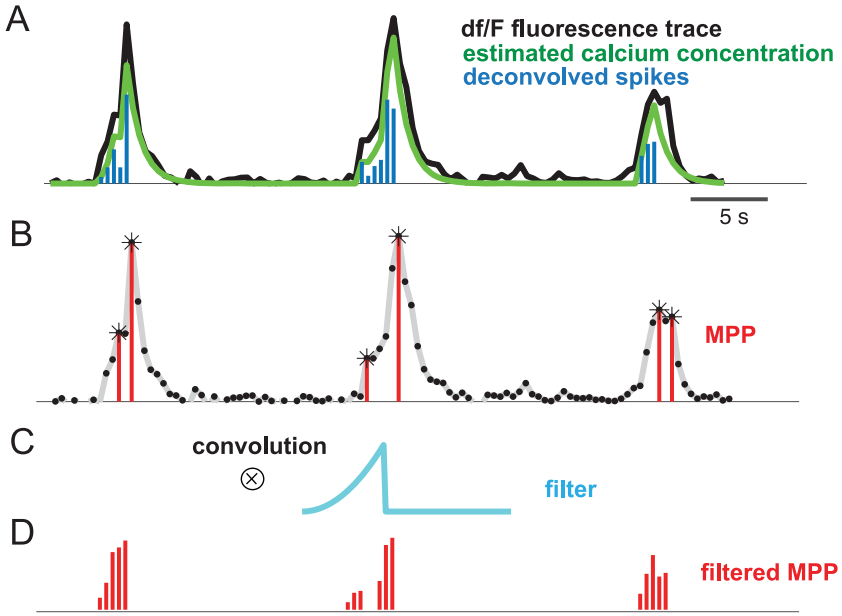 A
df/F fluorescence trace
estimated calcium concentration
deconvolved spikes
5 s
B
MPP
C
convolution
filter
D
filtered MPP